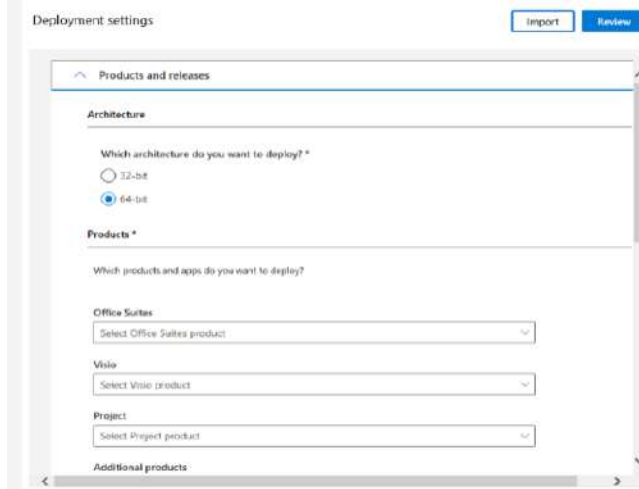 Deployment settings
Import
Review
Products and releases
Architecture
Which architecture do you want to deploy? *
32-bit
64-bit
Products *
Which products and apps do you want to deploy?
Office Suites
Select Office Suites product
Visio
Select Visio product
Project
Select Project product
Additional products